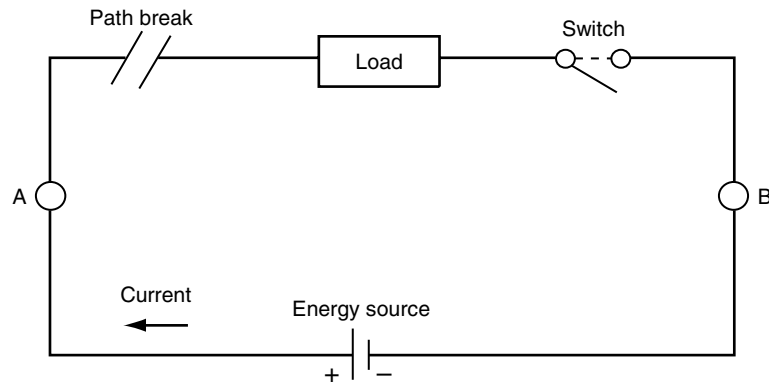 Path break
Load
Switch
A
B
Current
Energy source
+ −